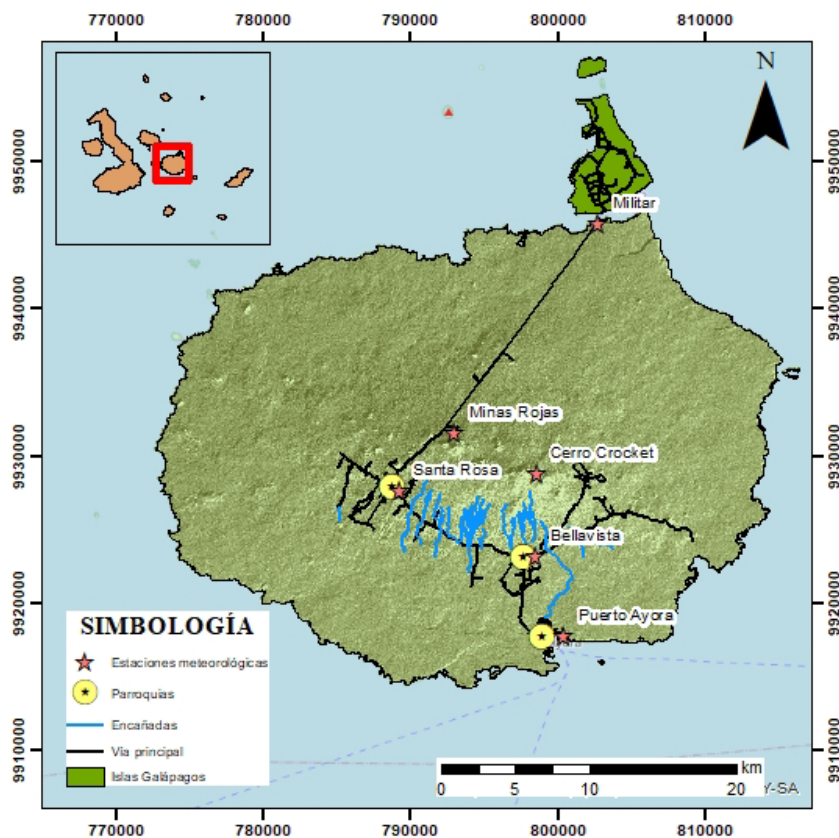 770000 780000 790000 800000 810000
N
9950000 9950000
Militar
9940000 9940000
Minas Rojas
9930000 9930000
Cerro Crocket
Santa Rosa
Bellavista
9920000 9920000
Puerto Ayora
SIMBOLOGÍA
Estaciones meteorológicas
Parroquias
Encañadas
Vía principal
Islas Galápagos
9910000 9910000
km
0 5 10 20
Y-SA
770000 780000 790000 800000 810000